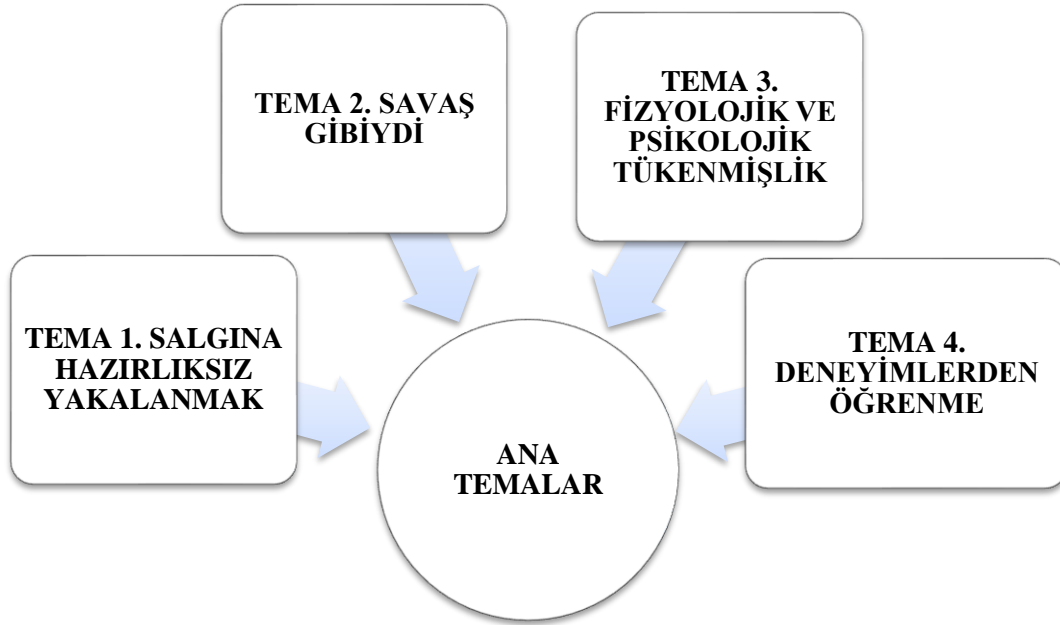 TEMA 1. SALGINA
HAZIRLIKSIZ
YAKALANMAK
TEMA 2. SAVAŞ
GİBİYDİ
TEMA 3.
FİZYOLOJİK VE
PSİKOLOJİK
TÜKENMİŞLİK
TEMA 4.
DENEYİMLERDEN
ÖĞRENME
ANA
TEMALAR